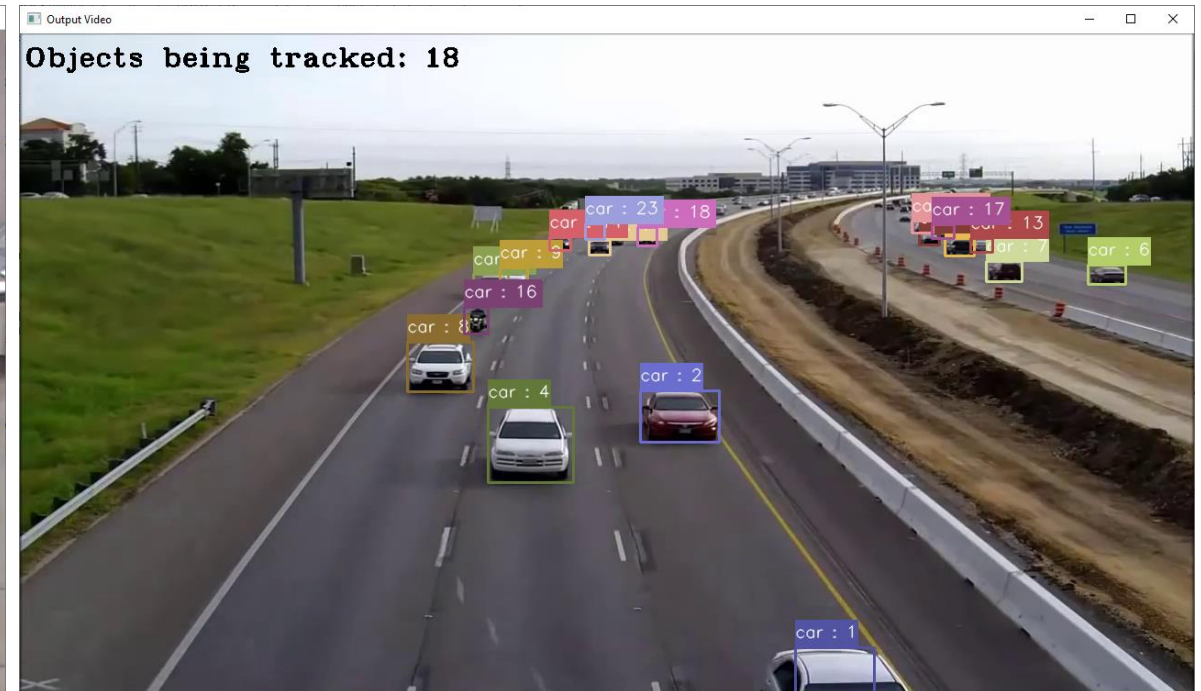 Output Video
Objects being tracked: 18
car : 23
: 18
car
car : 17
13
car : 7
car : 6
car
car : 9
car : 16
car : 8
car : 4
car : 2
car : 1